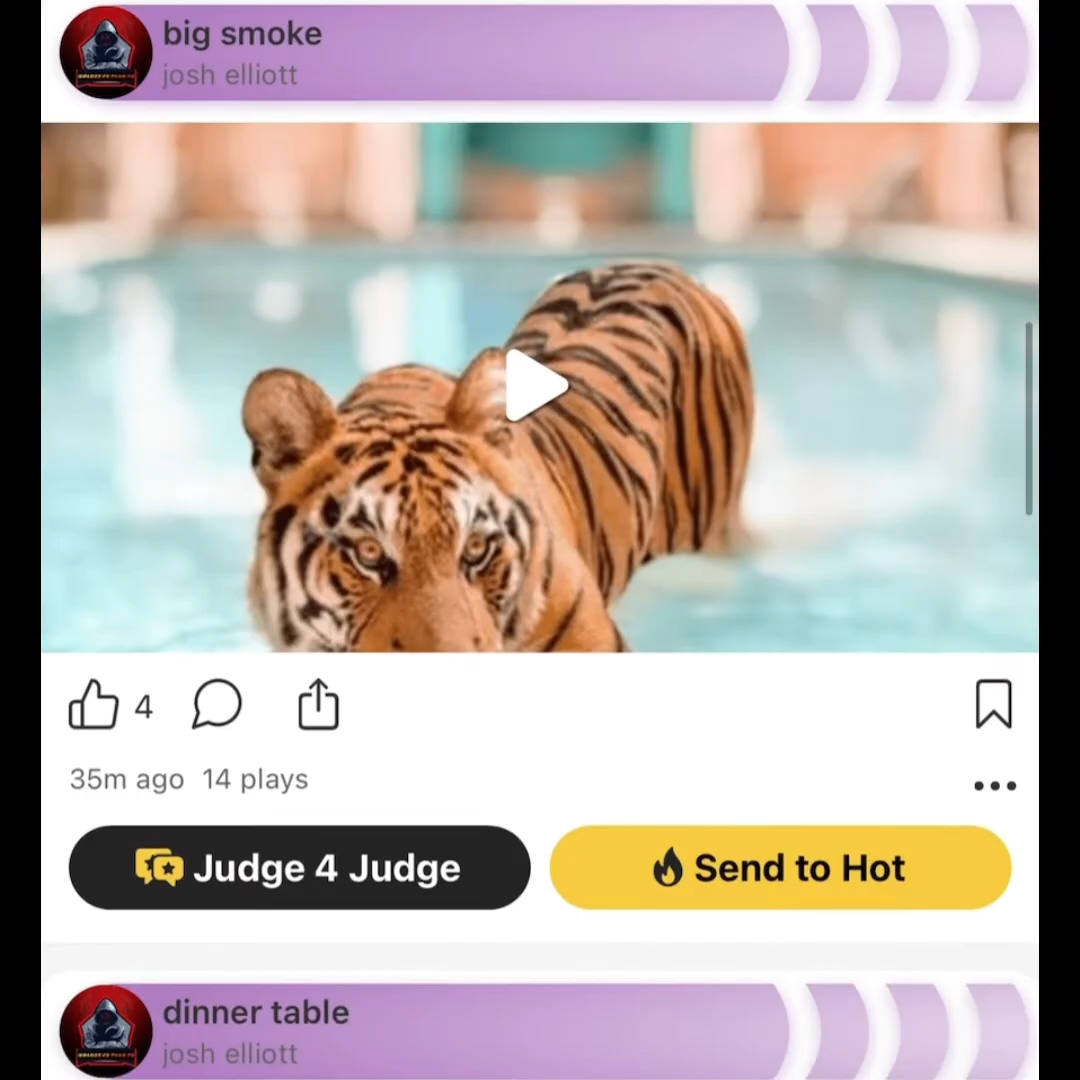 big smoke
josh elliott
4
35m ago 14 plays
Judge 4 Judge
Send to Hot
dinner table
josh elliott